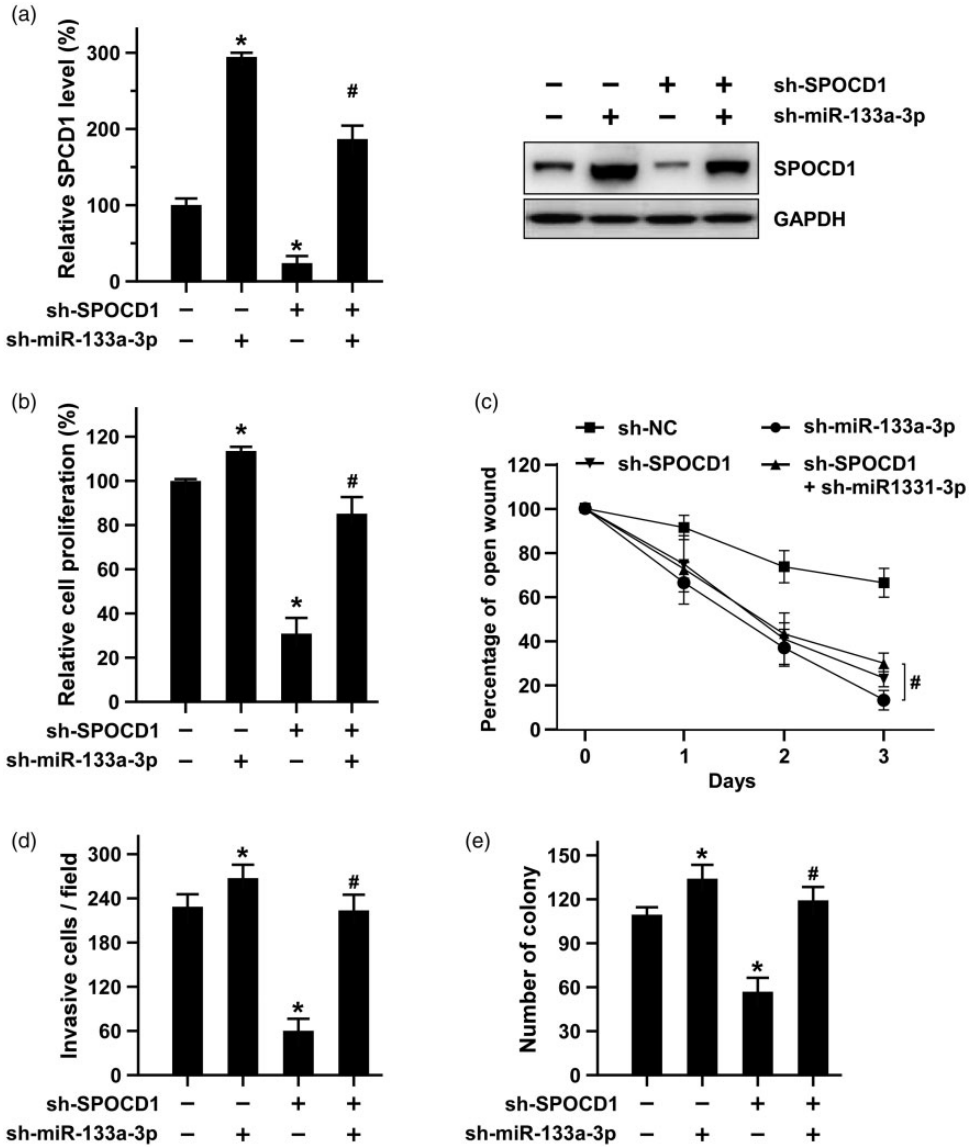 (a)
Relative SPCD1 level (%)
300
200
100
0
*
*
#
sh-SPOCD1 – – + +
sh-miR-133a-3p – + – +
– – + + sh-SPOCD1
– + – + sh-miR-133a-3p
SPOCD1
GAPDH
(b)
Relative cell proliferation (%)
120
100
80
60
40
20
0
*
*
#
sh-SPOCD1 – – + +
sh-miR-133a-3p – + – +
(c)
sh-NC
sh-miR-133a-3p
sh-SPOCD1
sh-SPOCD1
+ sh-miR1331-3p
Percentage of open wound
120
100
80
60
40
20
0
#
0 1 2 3
Days
(d)
Invasive cells / field
300
240
180
120
60
0
*
*
#
sh-SPOCD1 – – + +
sh-miR-133a-3p – + – +
(e)
Number of colony
150
120
90
60
30
0
*
*
#
sh-SPOCD1 – – + +
sh-miR-133a-3p – + – +